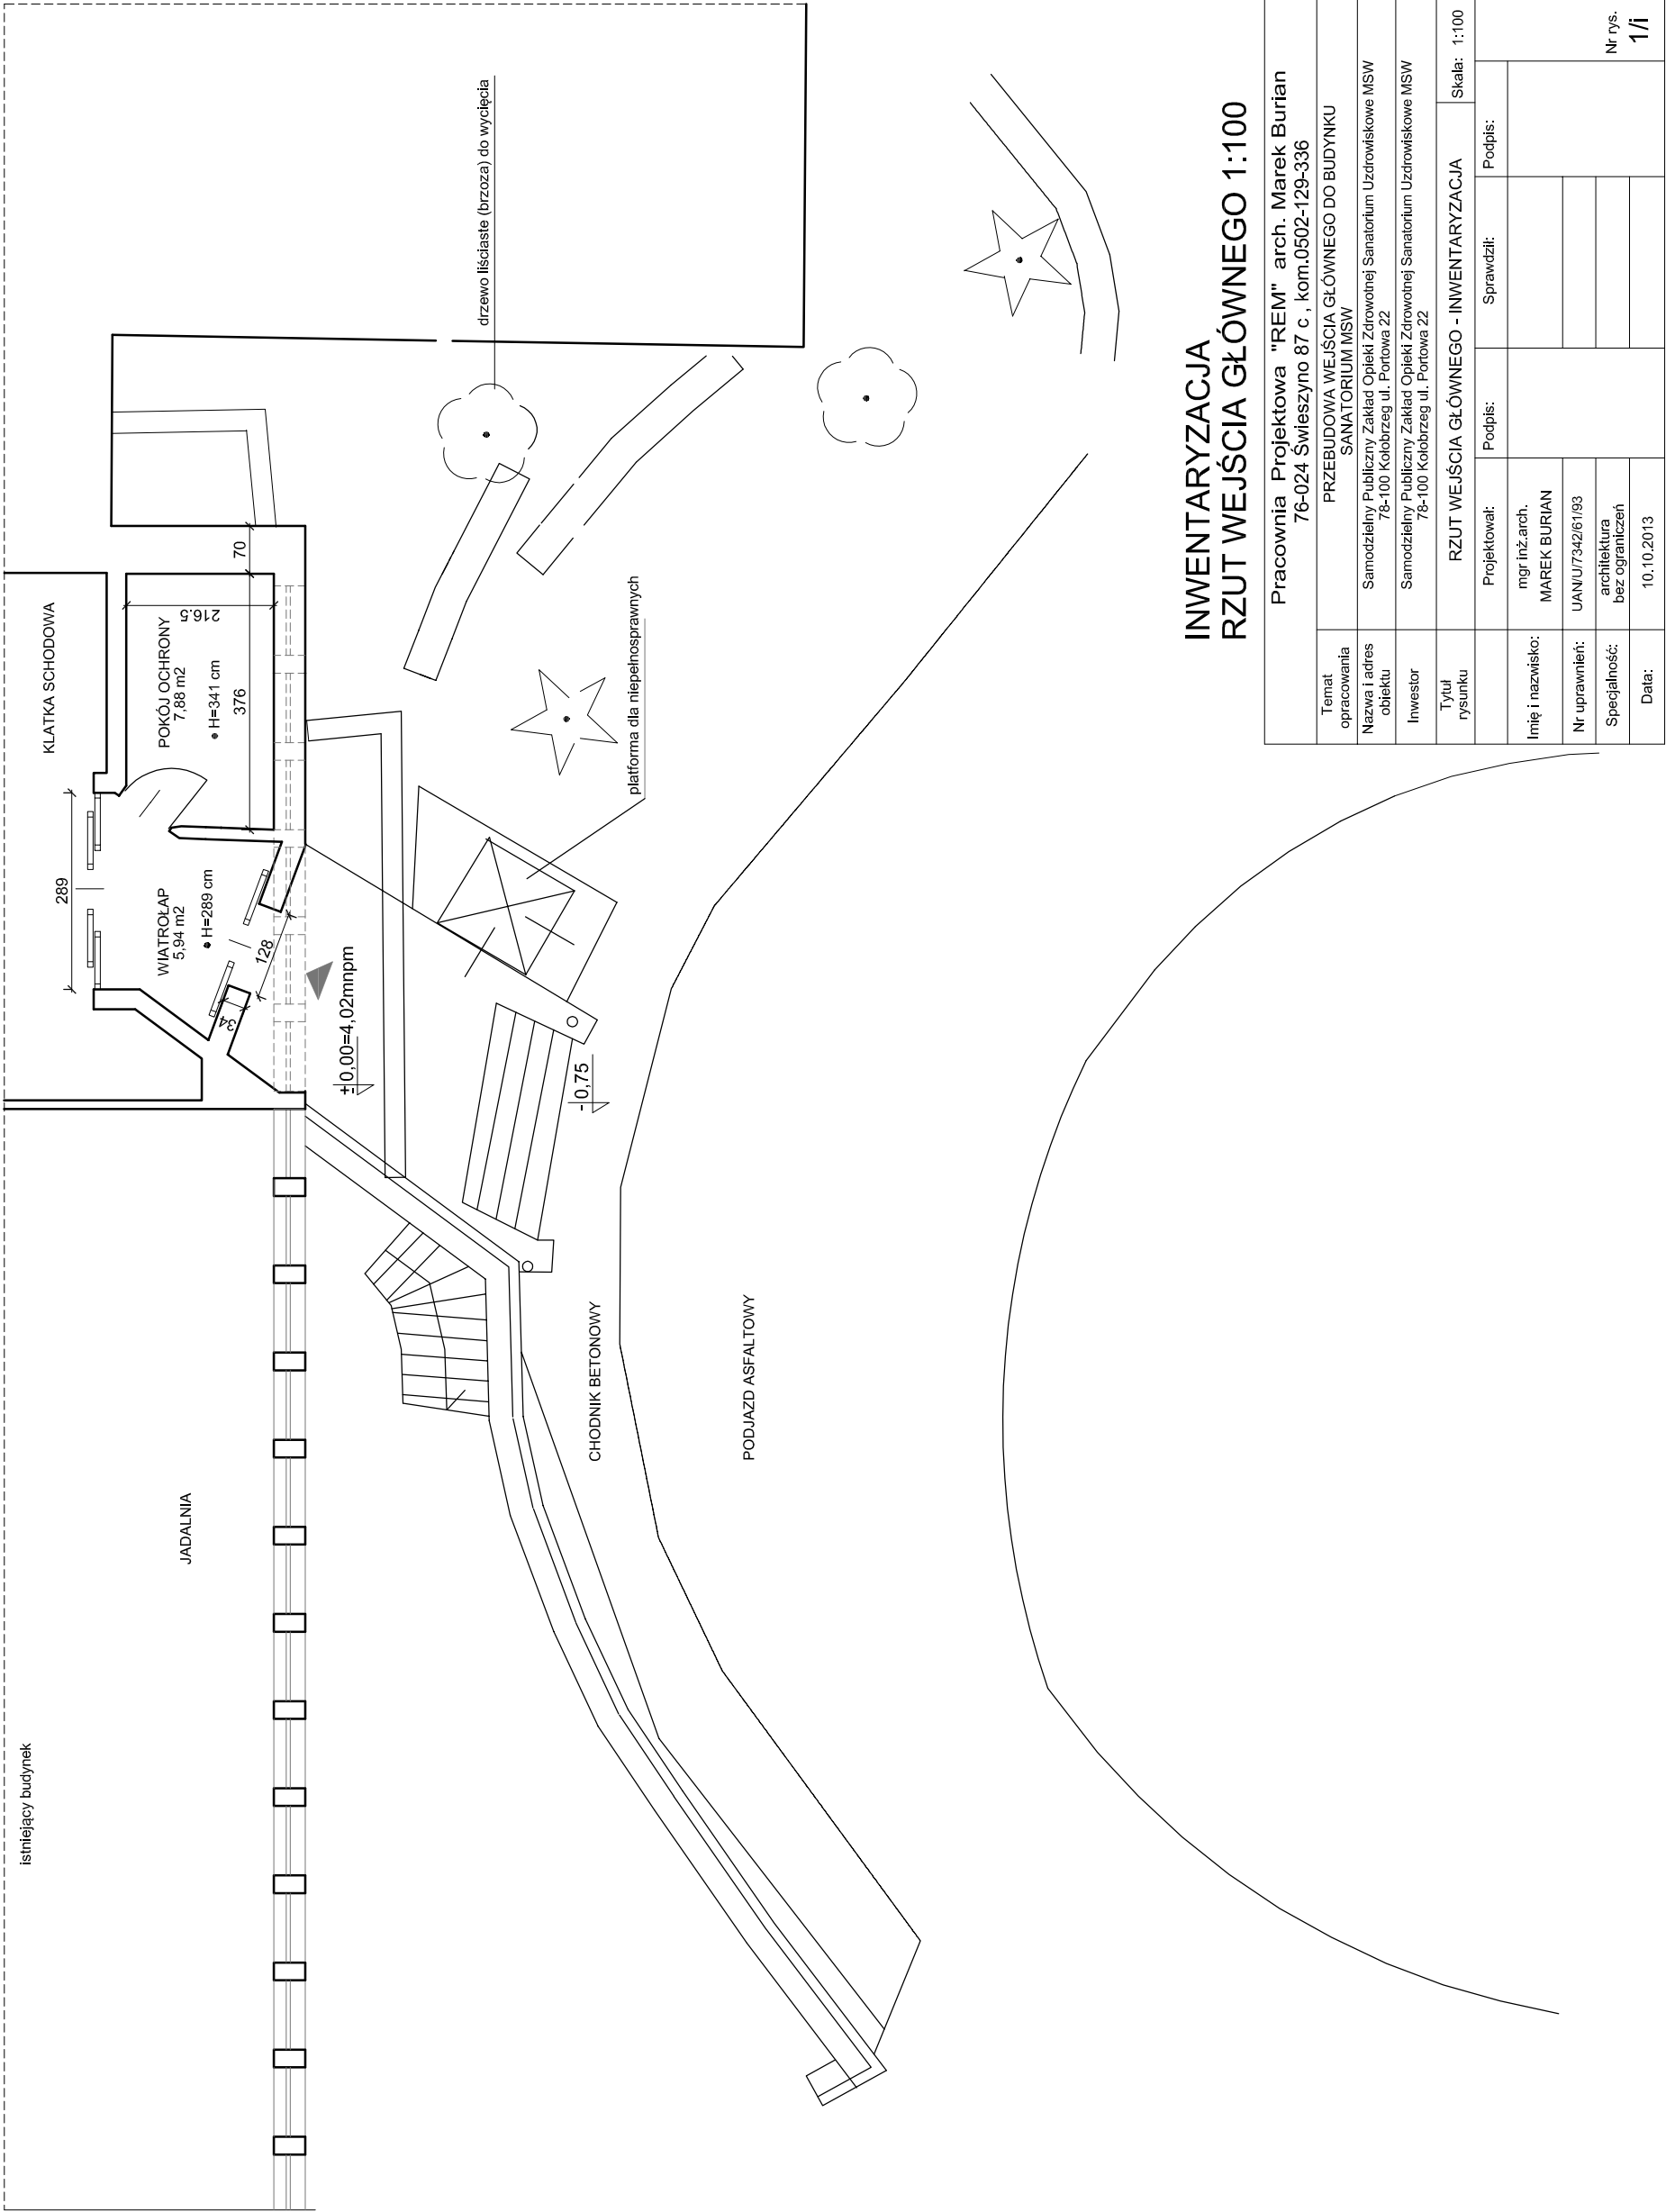 istniejący budynek
JADALNIA
KLATKA SCHODOWA
289
WIATROŁAP
5,94 m2
H=289 cm
POKÓJ OCHRONY
7,88 m2
H=341 cm
376
216.5
70
128
34
±0,00=4,02mnpm
-0,75
drzewo liściaste (brzoza) do wycięcia
platforma dla niepełnosprawnych
CHODNIK BETONOWY
PODJAZD ASFALTOWY
INWENTARYZACJA
RZUT WEJŚCIA GŁÓWNEGO 1:100
Pracownia Projektowa "REM" arch. Marek Burian
76-024 Świeszyno 87 c , kom.0502-129-336
Temat
opracowania
PRZEBUDOWA WEJŚCIA GŁÓWNEGO DO BUDYNKU
SANATORIUM MSW
Nazwa i adres
obiektu
Samodzielny Publiczny Zakład Opieki Zdrowotnej Sanatorium Uzdrowiskowe MSW
78-100 Kołobrzeg ul. Portowa 22
Inwestor
Samodzielny Publiczny Zakład Opieki Zdrowotnej Sanatorium Uzdrowiskowe MSW
78-100 Kołobrzeg ul. Portowa 22
Tytuł
rysunku
RZUT WEJŚCIA GŁÓWNEGO - INWENTARYZACJA
Skala: 1:100
Projektował:
Podpis:
Sprawdził:
Podpis:
Imię i nazwisko:
mgr inż.arch.
MAREK BURIAN
Nr uprawnień:
UAN/U/7342/61/93
Specjalność:
architektura
bez ograniczeń
Data:
10.10.2013
Nr rys.
1/i